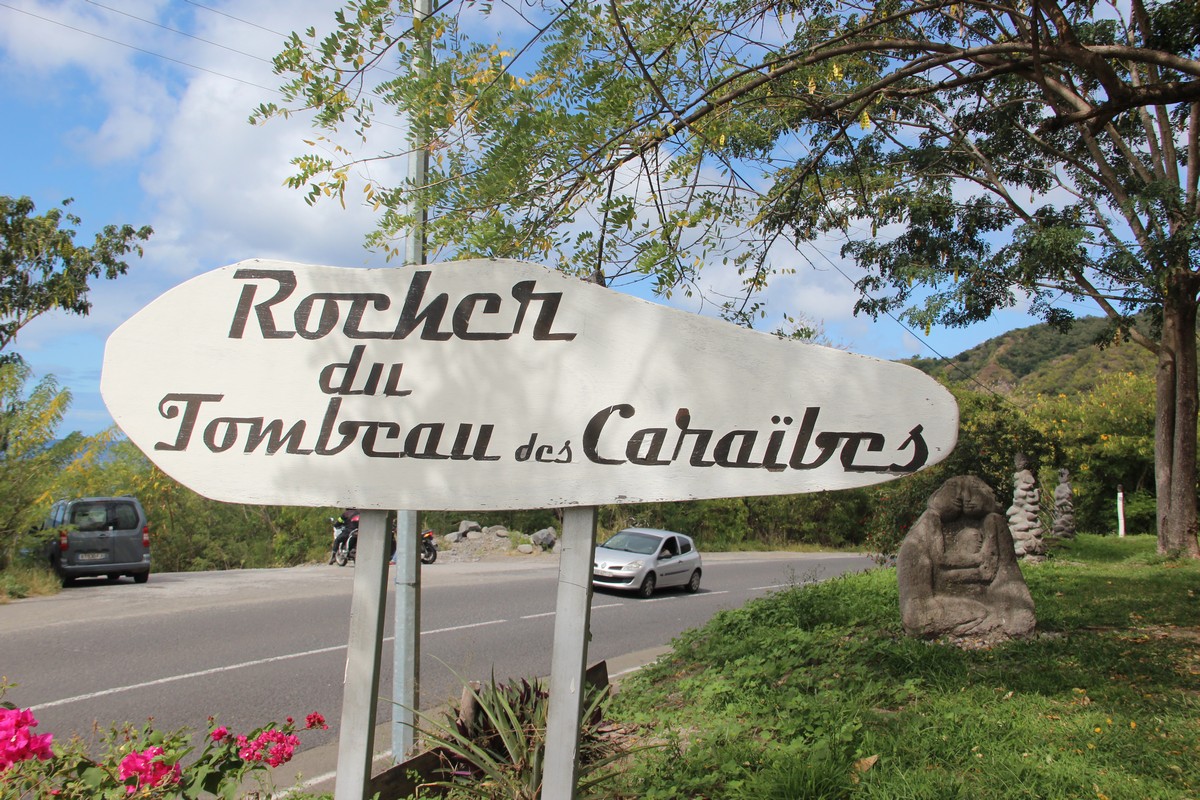 Rocher
du
Tombeau des Caraïbes